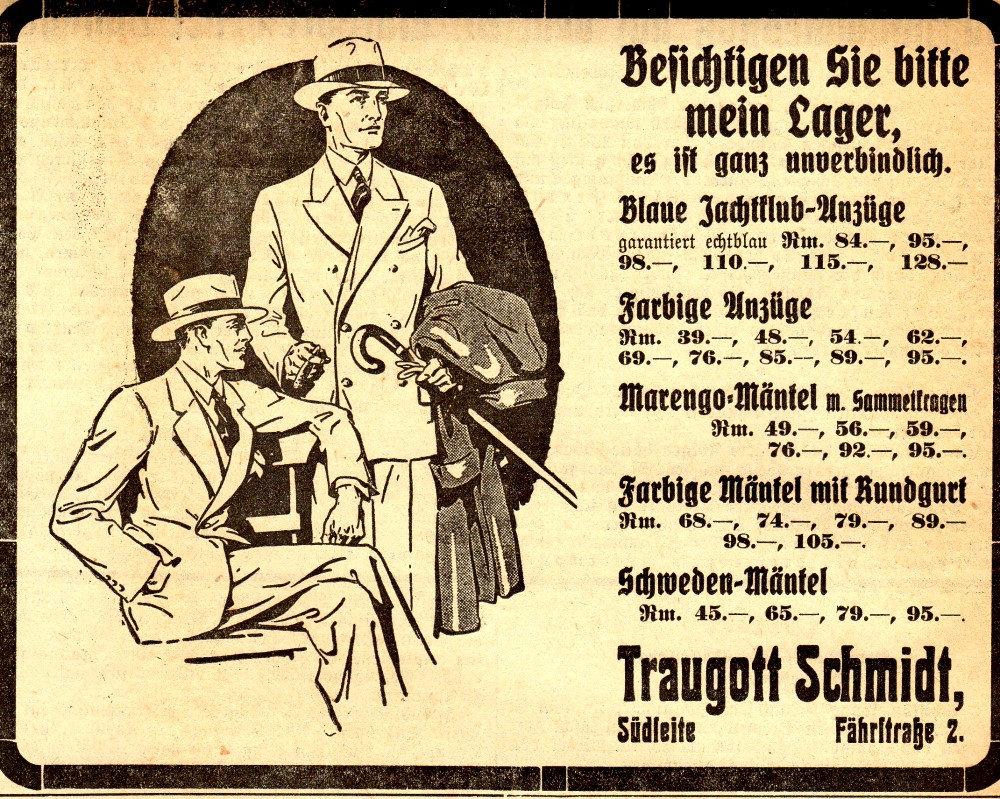 Besichtigen Sie bitte
mein Lager,
es ist ganz unverbindlich.
Blaue Jachtklub-Anzüge
garantiert echtblau Rm. 84.—, 95.—,
98.—, 110.—, 115.—, 128.—
Farbige Anzüge
Rm. 39.—, 48.—, 54.—, 62.—,
69.—, 76.—, 85.—, 89.—, 95.—.
Marengo-Mäntel m. Sammetkragen
Rm. 49.—, 56.—, 59.—,
76.—, 92.—, 95.—.
Farbige Mäntel mit Rundgurt
Rm. 68.—, 74.—, 79.—, 89.—
98.—, 105.—.
Schweden-Mäntel
Rm. 45.—, 65.—, 79.—, 95.—.
Traugott Schmidt,
Südseite Fährstraße 2.